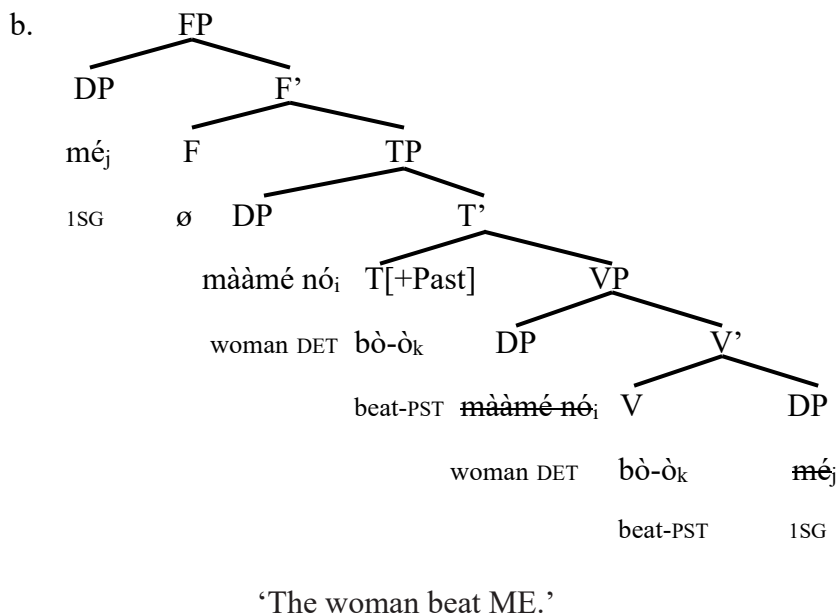 b. FP
DP F’
méⱼ F TP
1SG ø DP T’
mààmé nóᵢ T[+Past] VP
woman DET bò-òₖ DP V’
beat-PST mààmé nóᵢ V DP
woman DET bò-òₖ méⱼ
beat-PST 1SG
‘The woman beat ME.’